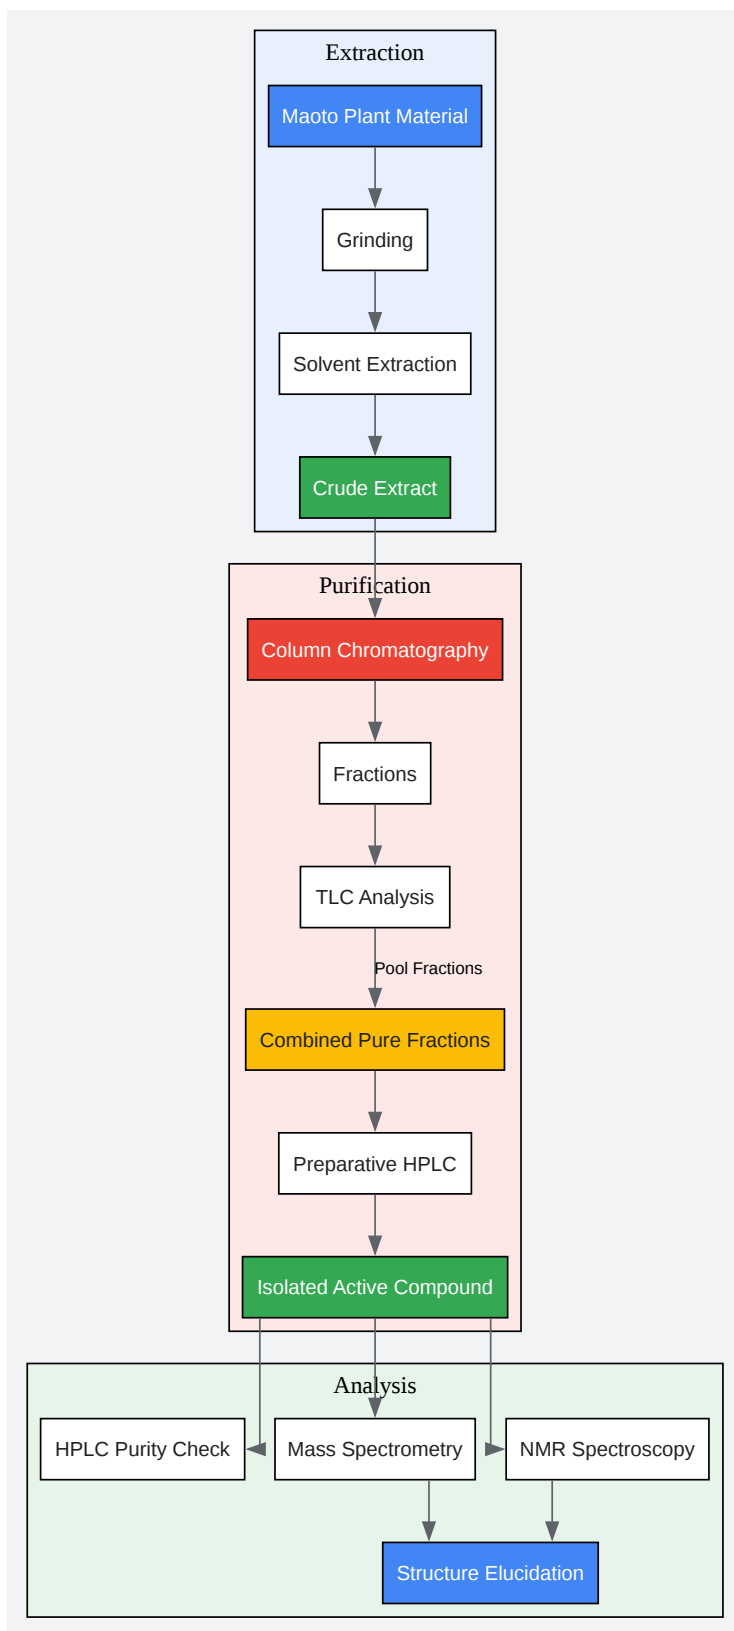 Extraction
Maoto Plant Material
Grinding
Solvent Extraction
Crude Extract
Purification
Column Chromatography
Fractions
TLC Analysis
Pool Fractions
Combined Pure Fractions
Preparative HPLC
Isolated Active Compound
Analysis
HPLC Purity Check
Mass Spectrometry
NMR Spectroscopy
Structure Elucidation